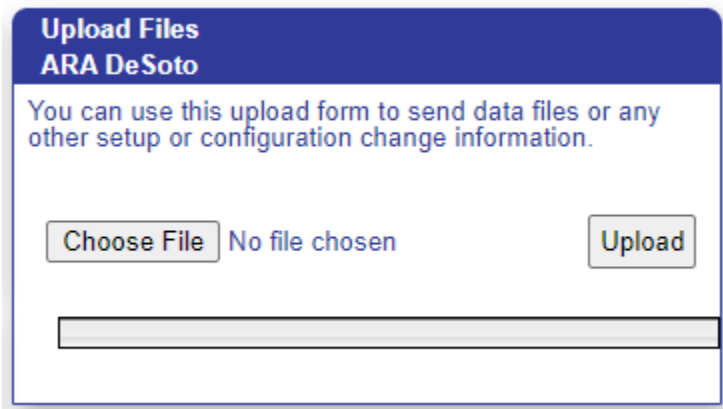 Upload Files
ARA DeSoto
You can use this upload form to send data files or any
other setup or configuration change information.
Choose File No file chosen Upload